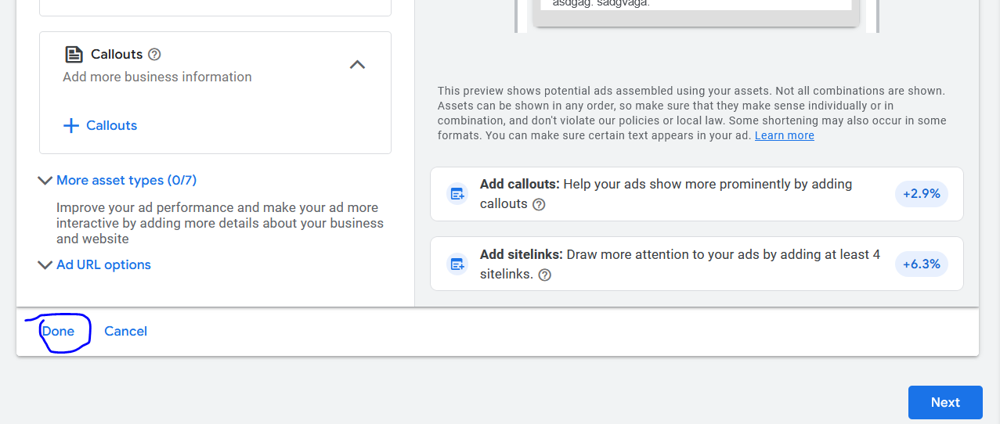 asdgag. sadgvaga.
Callouts
Add more business information
Callouts
More asset types (0/7)
Improve your ad performance and make your ad more
interactive by adding more details about your business
and website
Ad URL options
This preview shows potential ads assembled using your assets. Not all combinations are shown.
Assets can be shown in any order, so make sure that they make sense individually or in
combination, and don't violate our policies or local law. Some shortening may also occur in some
formats. You can make sure certain text appears in your ad. Learn more
Add callouts: Help your ads show more prominently by adding
callouts
+2.9%
Add sitelinks: Draw more attention to your ads by adding at least 4
sitelinks.
+6.3%
Done Cancel
Next